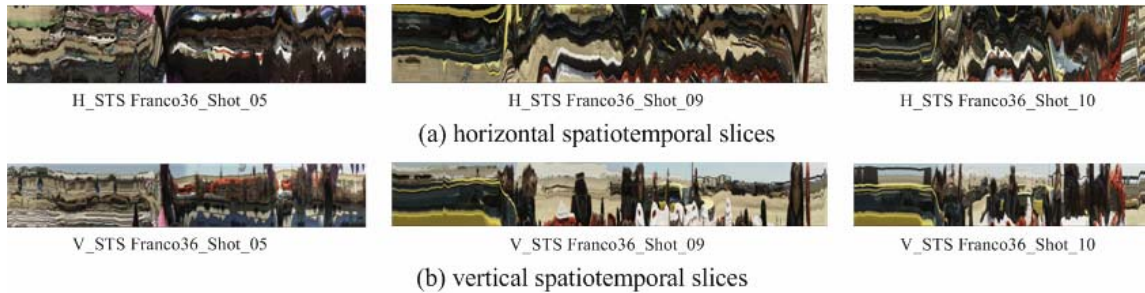 H_STS Franco36_Shot_05 H_STS Franco36_Shot_09 H_STS Franco36_Shot_10
(a) horizontal spatiotemporal slices
V_STS Franco36_Shot_05 V_STS Franco36_Shot_09 V_STS Franco36_Shot_10
(b) vertical spatiotemporal slices